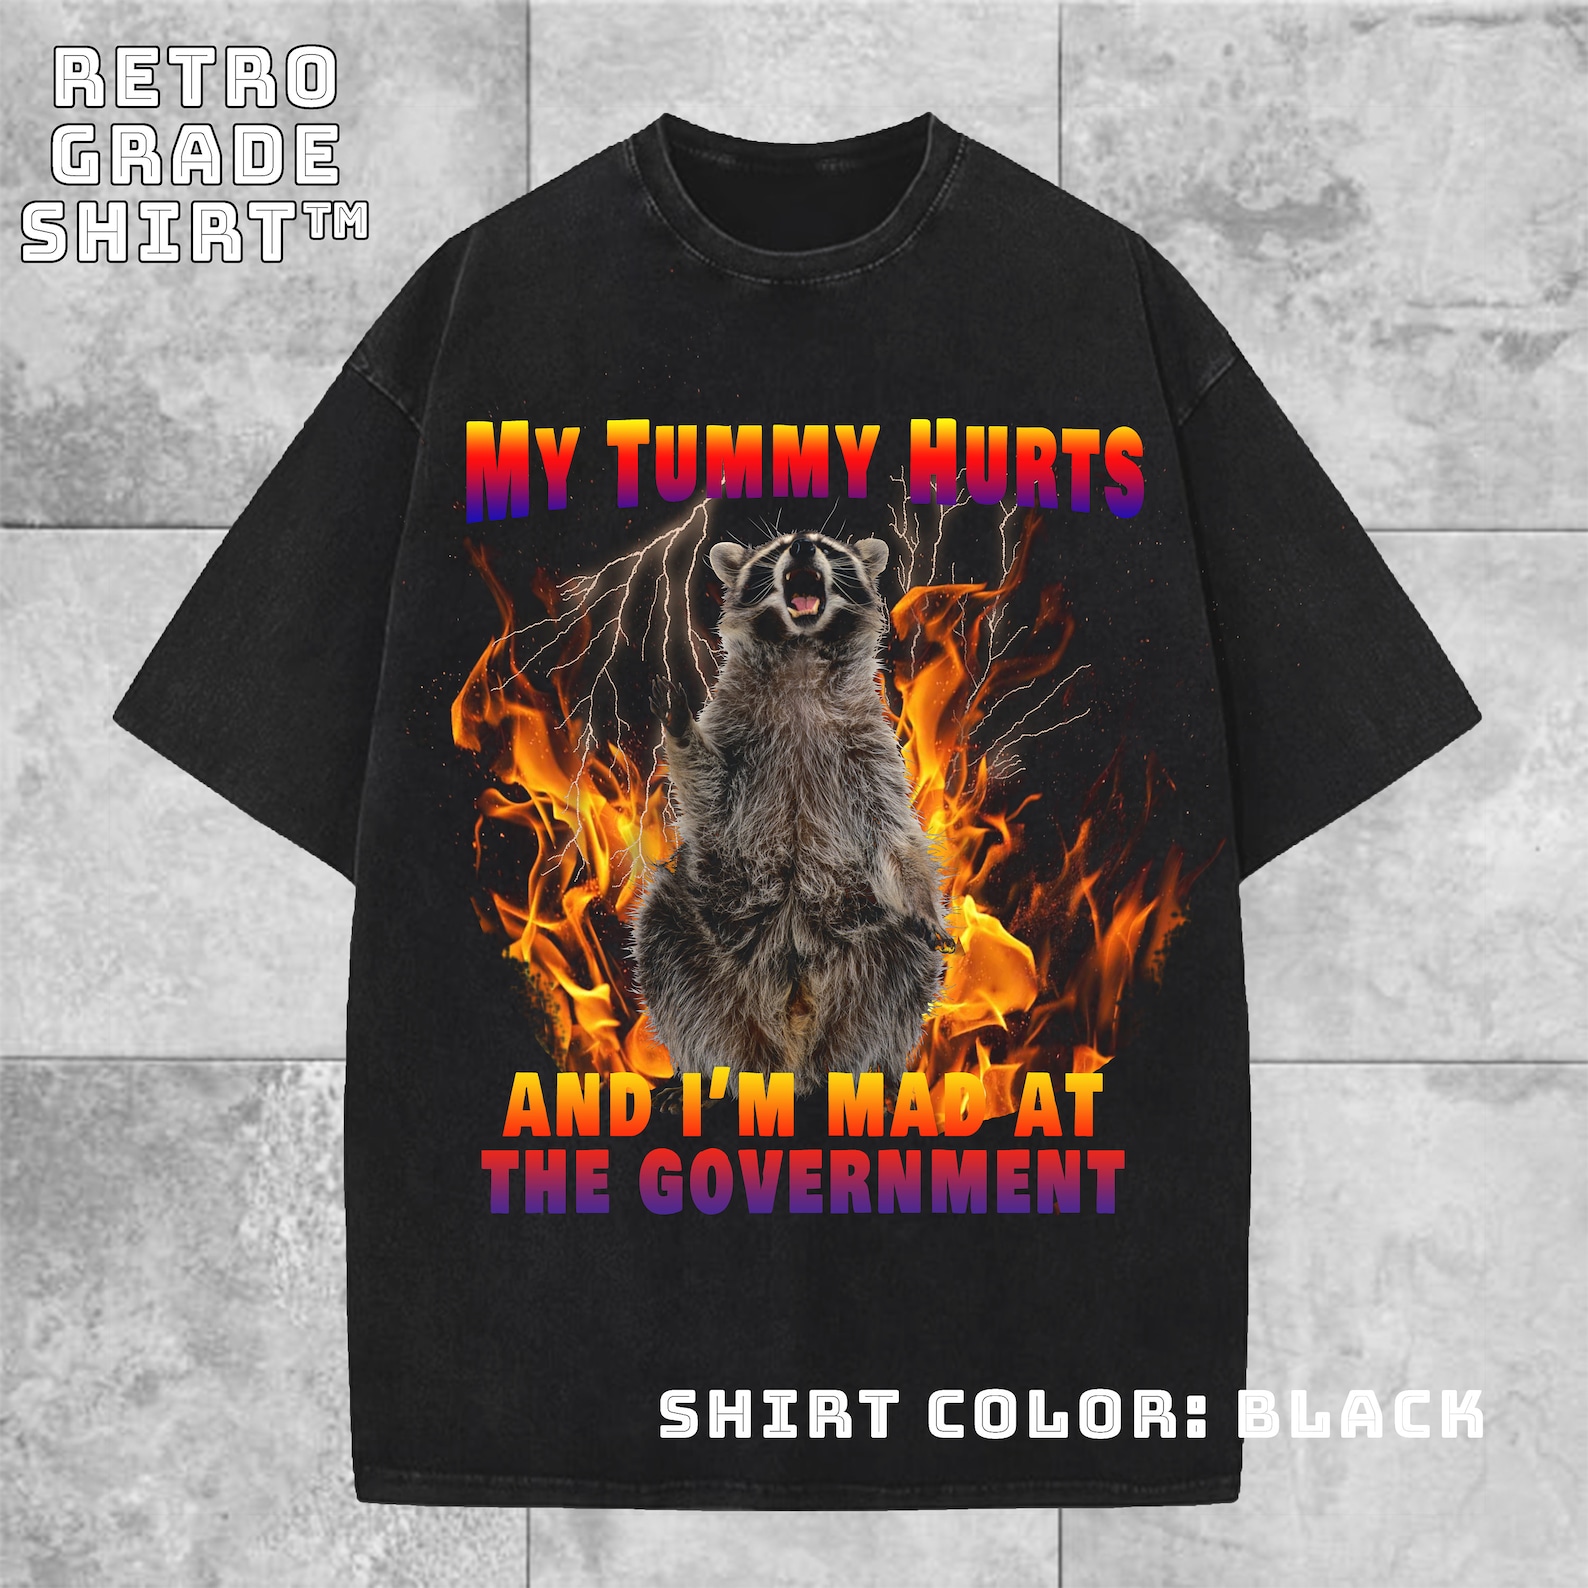 RETRO
GRADE
SHIRT™
MY TUMMY HURTS
AND I'M MAD AT
THE GOVERNMENT
SHIRT COLOR: BLACK